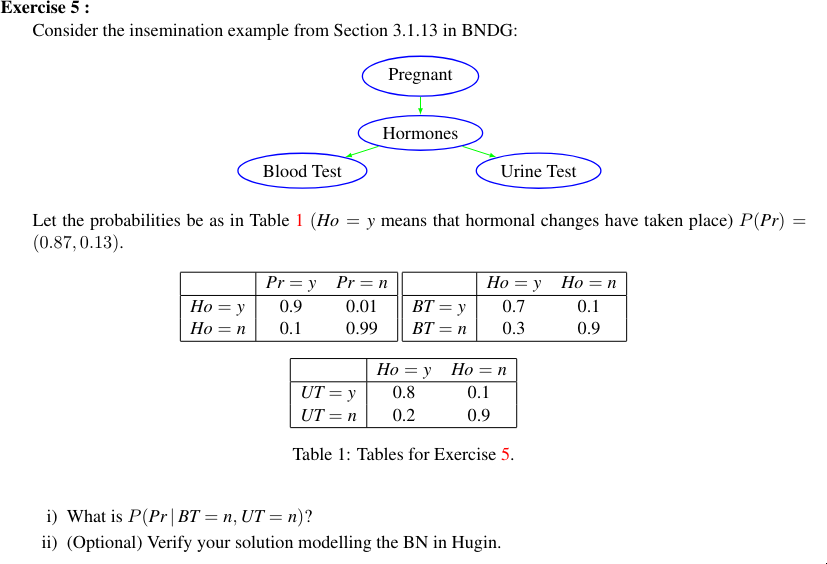 Exercise 5 :
Consider the insemination example from Section 3.1.13 in BNDG:
Pregnant
Hormones
Blood Test
Urine Test
Let the probabilities be as in Table 1 (Ho = y means that hormonal changes have taken place) P(Pr) =
(0.87, 0.13).
Pr = y Pr = n Ho = y Ho = n
Ho = y 0.9 0.01 BT = y 0.7 0.1
Ho = n 0.1 0.99 BT = n 0.3 0.9
Ho = y Ho = n
UT = y 0.8 0.1
UT = n 0.2 0.9
Table 1: Tables for Exercise 5.
i) What is P(Pr | BT = n, UT = n)?
ii) (Optional) Verify your solution modelling the BN in Hugin.